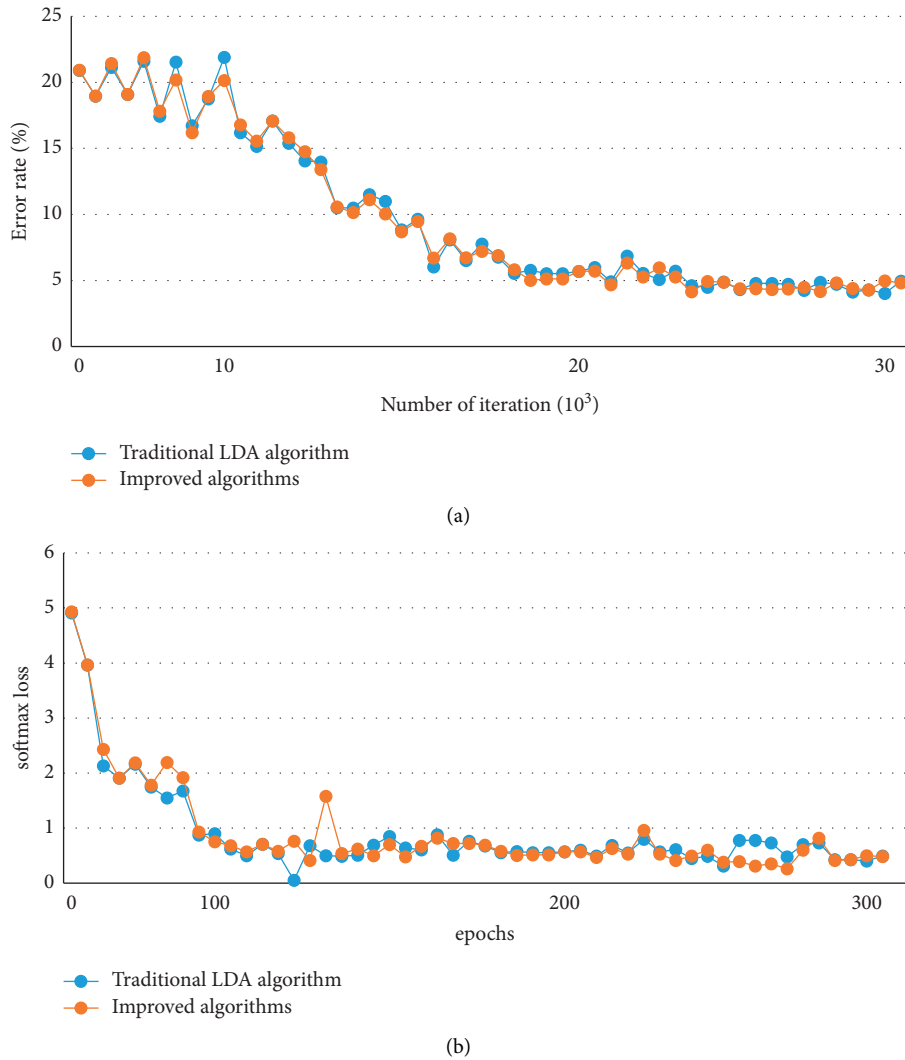 25
20
15
10
5
0
Error rate (%)
0 10 20 30
Number of iteration (10³)
Traditional LDA algorithm
Improved algorithms
(a)
6
5
4
3
2
1
0
softmax loss
0 100 200 300
epochs
Traditional LDA algorithm
Improved algorithms
(b)